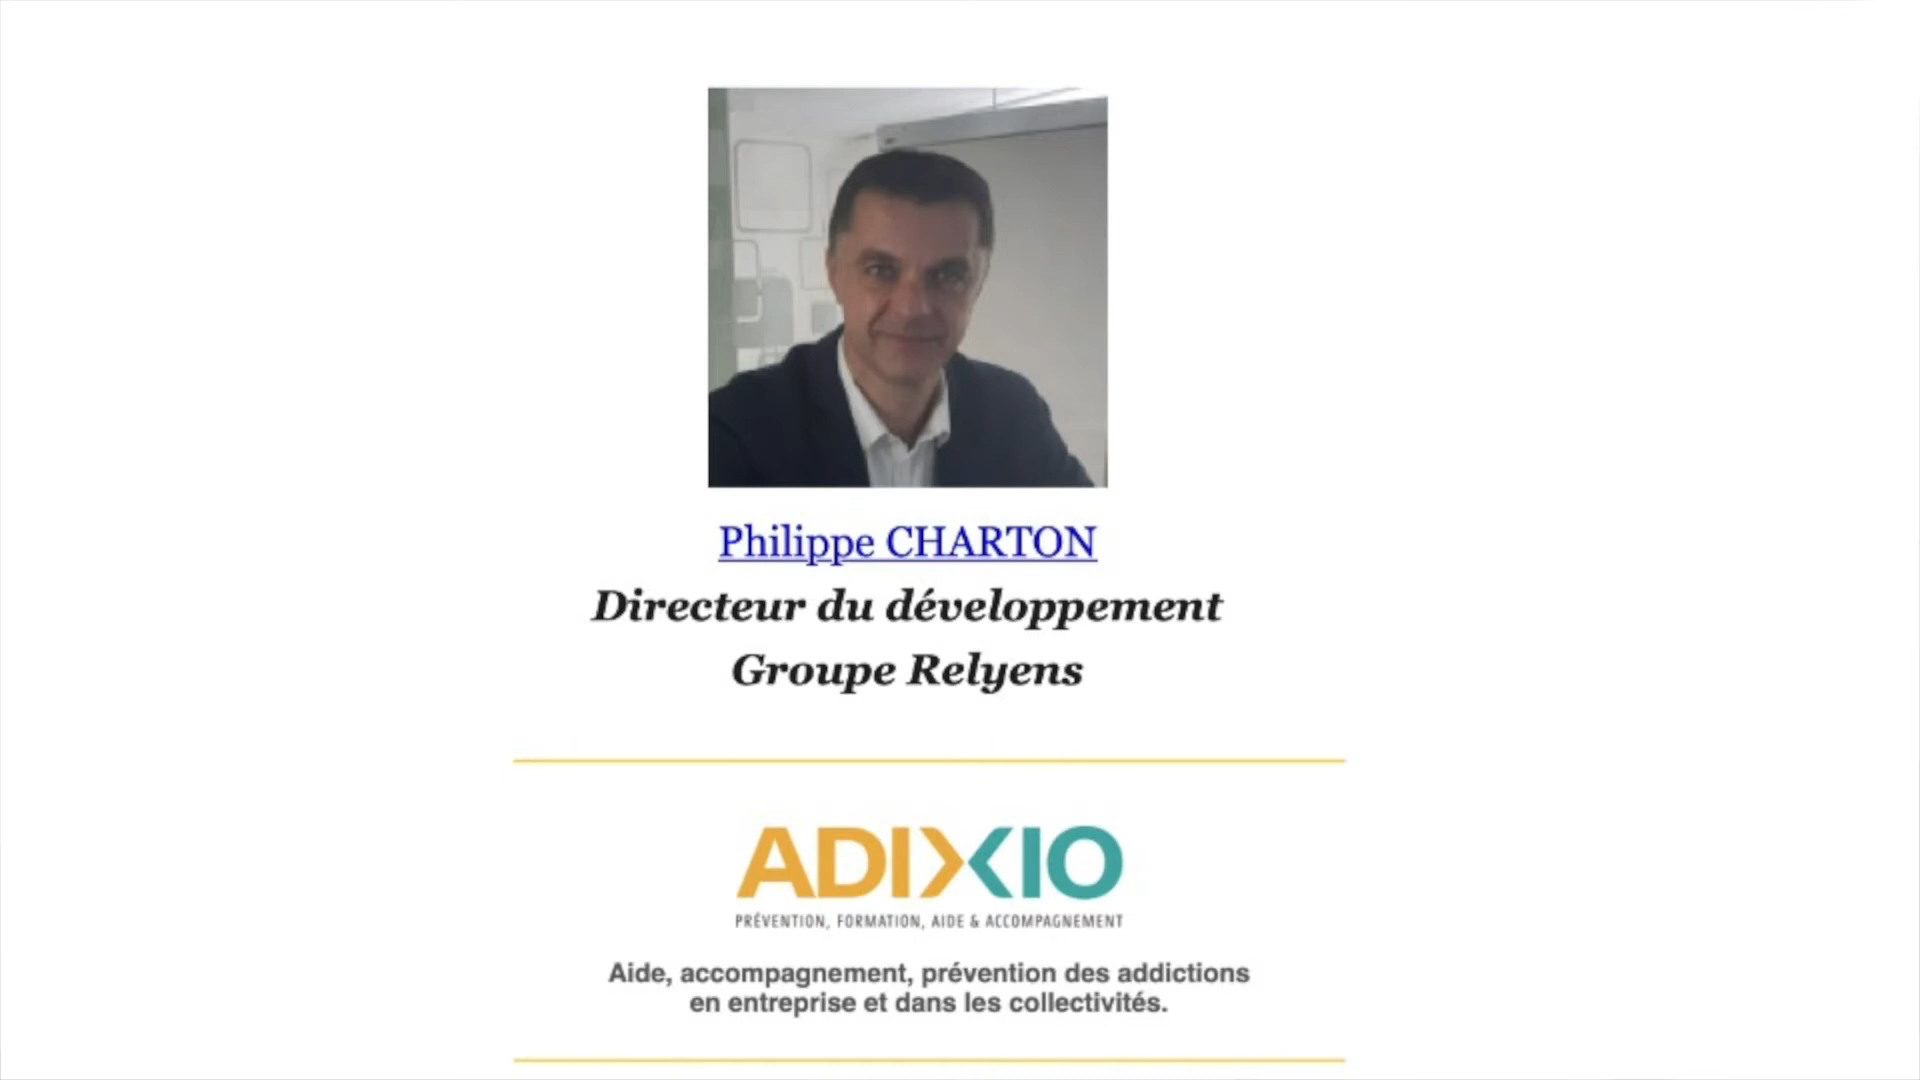 Philippe CHARTON
Directeur du développement
Groupe Relyens
ADIXIO
PRÉVENTION, FORMATION, AIDE & ACCOMPAGNEMENT
Aide, accompagnement, prévention des addictions
en entreprise et dans les collectivités.